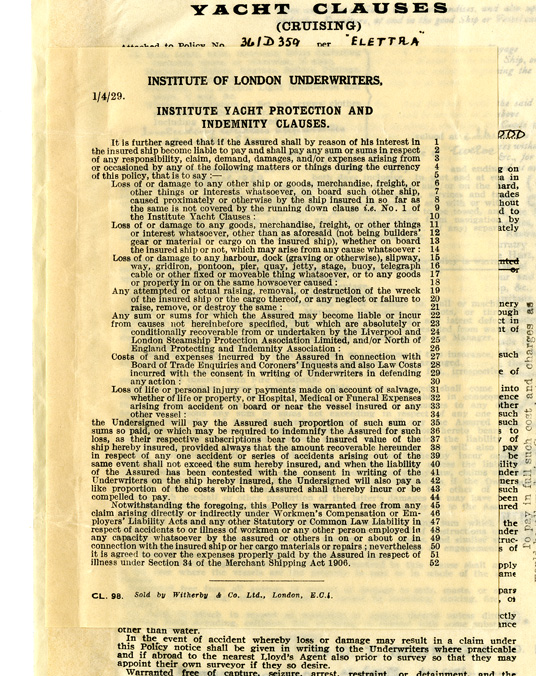 YACHT CLAUSES
(CRUISING)
Attached to Policy No. 361D359 per "ELETTRA"
INSTITUTE OF LONDON UNDERWRITERS,
1/4/29.
INSTITUTE YACHT PROTECTION AND
INDEMNITY CLAUSES.
It is further agreed that if the Assured shall by reason of his interest in 1
the insured ship become liable to pay and shall pay any sum or sums in respect 2
of any responsibility, claim, demand, damages, and/or expenses arising from 3
or occasioned by any of the following matters or things during the currency 4
of this policy, that is to say :— 5
Loss of or damage to any other ship or goods, merchandise, freight, or 6
other things or interests whatsoever, on board such other ship, 7
caused proximately or otherwise by the ship insured in so far as 8
the same is not covered by the running down clause i.e. No. 1 of 9
the Institute Yacht Clauses : 10
Loss of or damage to any goods, merchandise, freight, or other things 11
or interest whatsoever, other than as aforesaid (not being builders' 12
gear or material or cargo on the insured ship), whether on board 13
the insured ship or not, which may arise from any cause whatsoever : 14
Loss of or damage to any harbour, dock (graving or otherwise), slipway, 15
way, gridiron, pontoon, pier, quay, jetty, stage, buoy, telegraph 16
cable or other fixed or moveable thing whatsoever, or to any goods 17
or property in or on the same howsoever caused : 18
Any attempted or actual raising, removal, or destruction of the wreck 19
of the insured ship or the cargo thereof, or any neglect or failure to 20
raise, remove, or destroy the same : 21
Any sum or sums for which the Assured may become liable or incur 22
from causes not hereinbefore specified, but which are absolutely or 23
conditionally recoverable from or undertaken by the Liverpool and 24
London Steamship Protection Association Limited, and/or North of 25
England Protecting and Indemnity Association : 26
Costs of and expenses incurred by the Assured in connection with 27
Board of Trade Enquiries and Coroners' Inquests and also Law Costs 28
incurred with the consent in writing of Underwriters in defending 29
any action : 30
Loss of life or personal injury or payments made on account of salvage, 31
whether of life or property, or Hospital, Medical or Funeral Expenses 32
arising from accident on board or near the vessel insured or any 33
other vessel : 34
the Undersigned will pay the Assured such proportion of such sum or 35
sums so paid, or which may be required to indemnify the Assured for such 36
loss, as their respective subscriptions bear to the insured value of the 37
ship hereby insured, provided always that the amount recoverable hereunder 38
in respect of any one accident or series of accidents arising out of the 39
same event shall not exceed the sum hereby insured, and when the liability 40
of the Assured has been contested with the consent in writing of the 41
Underwriters on the ship hereby insured, the Undersigned will also pay a 42
like proportion of the costs which the Assured shall thereby incur or be 43
compelled to pay. 44
Notwithstanding the foregoing, this Policy is warranted free from any 45
claim arising directly or indirectly under Workmen's Compensation or Em- 46
ployers' Liability Acts and any other Statutory or Common Law Liability in 47
respect of accidents to or illness of workmen or any other person employed in 48
any capacity whatsoever by the assured or others in on or about or in 49
connection with the insured ship or her cargo materials or repairs ; nevertheless 50
it is agreed to cover the expenses properly paid by the Assured in respect of 51
illness under Section 34 of the Merchant Shipping Act 1906. 52
CL. 98. Sold by Witherby & Co. Ltd., London, E.C.4.
other than water.
In the event of accident whereby loss or damage may result in a claim under
this Policy notice shall be given in writing to the Underwriters where practicable
and if abroad to the nearest Lloyd's Agent also prior to survey so that they may
appoint their own surveyor if they so desire.
Warranted free of capture, seizure, arrest, restraint, or detainment, and the
To pay in full such cost and charges as